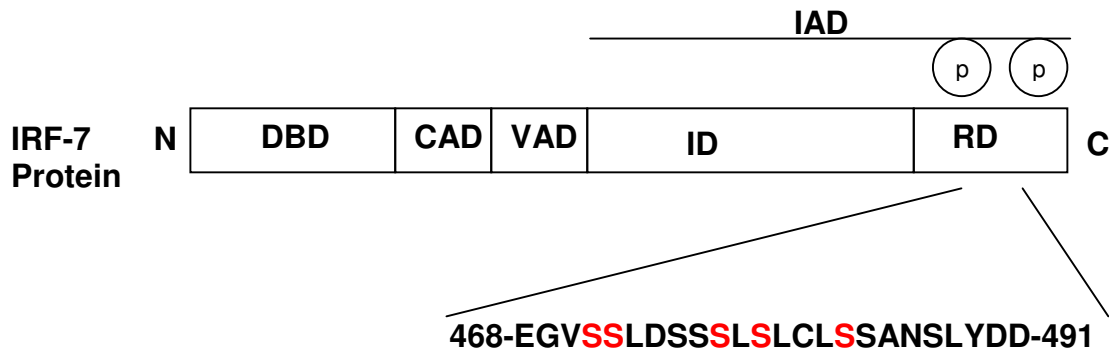 IAD
p p
IRF-7 Protein N DBD CAD VAD ID RD C
468-EGVSSLDSSSLSLCLSSANSLYDD-491